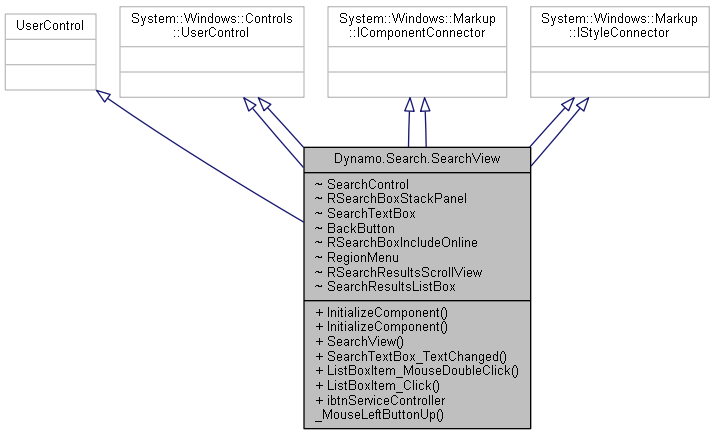 UserControl
System::Windows::Controls
::UserControl
System::Windows::Markup
::IComponentConnector
System::Windows::Markup
::IStyleConnector
Dynamo.Search.SearchView
~ SearchControl
~ RSearchBoxStackPanel
~ SearchTextBox
~ BackButton
~ RSearchBoxIncludeOnline
~ RegionMenu
~ RSearchResultsScrollView
~ SearchResultsListBox
+ InitializeComponent()
+ InitializeComponent()
+ SearchView()
+ SearchTextBox_TextChanged()
+ ListBoxItem_MouseDoubleClick()
+ ListBoxItem_Click()
+ ibtnServiceController
_MouseLeftButtonUp()